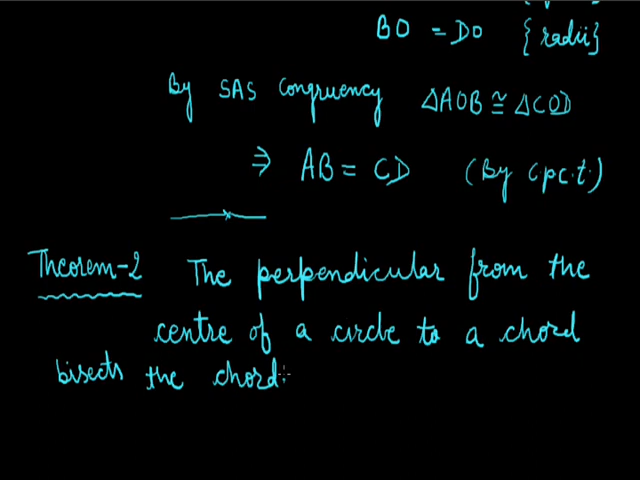 BO = DO {radii}
By SAS Congruency ΔAOB ≅ ΔCOD
⇒ AB = CD (By C.p.c.t.)
Theorem-2 The perpendicular from the
centre of a circle to a chord
bisects the chord.